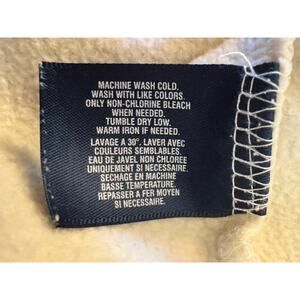 MACHINE WASH COLD.
WASH WITH LIKE COLORS.
ONLY NON-CHLORINE BLEACH
WHEN NEEDED.
TUMBLE DRY LOW.
WARM IRON IF NEEDED.
LAVAGE A 30°. LAVER AVEC
COULEURS SEMBLABLES.
EAU DE JAVEL NON CHLOREE
UNIQUEMENT SI NECESSAIRE.
SECHAGE EN MACHINE
BASSE TEMPERATURE.
REPASSER A FER MOYEN
SI NECESSAIRE.